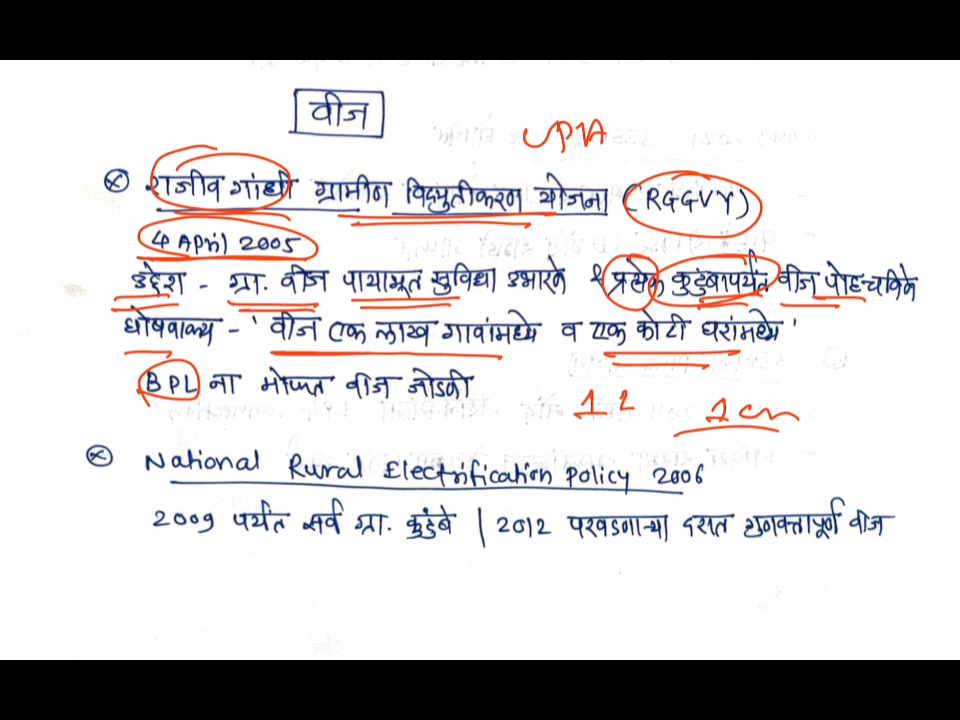 वीज
UPA
राजीव गांधी ग्रामीण विद्युतीकरण योजना (RGGVY)
4 April 2005
उद्देश - ग्रा. वीज पायाभूत सुविधा उभारणे व प्रत्येक कुटुंबापर्यंत वीज पोहचविणे
घोषवाक्य - 'वीज एक लाख गावांमध्ये व एक कोटी घरांमध्ये'
BPL ना मोफत वीज जोडणी
1 L 1 cr
National Rural Electrification Policy 2006
2009 पर्यंत सर्व ग्रा. कुटुंबे | 2012 परवडणाऱ्या दरात गुणवत्तापूर्ण वीज